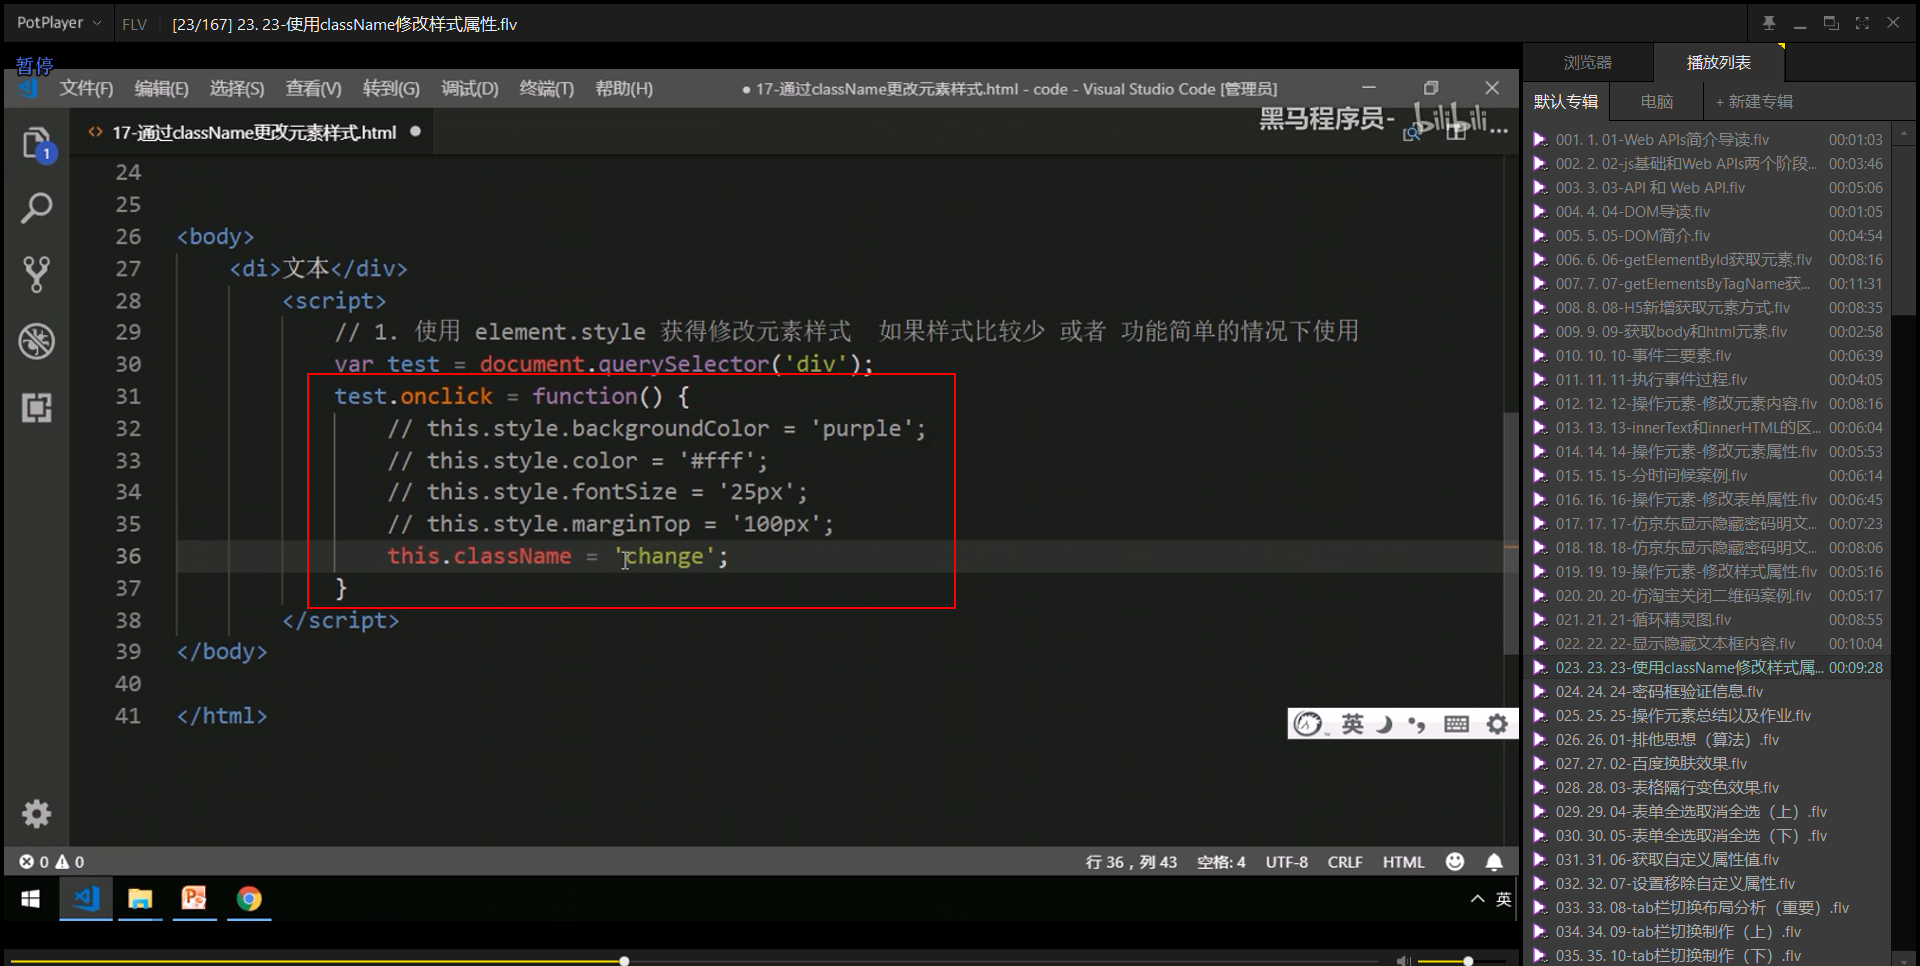 PotPlayer
FLV
[23/167] 23. 23-使用className修改样式属性.flv
暂停
文件(F) 编辑(E) 选择(S) 查看(V) 转到(G) 调试(D) 终端(T) 帮助(H)
● 17-通过className更改元素样式.html - code - Visual Studio Code [管理员]
黑马程序员- bilibili
1
<> 17-通过className更改元素样式.html ●
24
25
26 <body>
27 <di>文本</div>
28 <script>
29 // 1. 使用 element.style 获得修改元素样式 如果样式比较少 或者 功能简单的情况下使用
30 var test = document.querySelector('div');
31 test.onclick = function() {
32 // this.style.backgroundColor = 'purple';
33 // this.style.color = '#fff';
34 // this.style.fontSize = '25px';
35 // this.style.marginTop = '100px';
36 this.className = 'change';
37 }
38 </script>
39 </body>
40
41 </html>
英
0 0
行 36，列 43 空格: 4 UTF-8 CRLF HTML
英
浏览器 播放列表
默认专辑 电脑 + 新建专辑
001. 1. 01-Web APIs简介导读.flv 00:01:03
002. 2. 02-js基础和Web APIs两个阶段... 00:03:46
003. 3. 03-API 和 Web API.flv 00:05:06
004. 4. 04-DOM导读.flv 00:01:05
005. 5. 05-DOM简介.flv 00:04:54
006. 6. 06-getElementById获取元素.flv 00:08:16
007. 7. 07-getElementsByTagName获... 00:11:31
008. 8. 08-H5新增获取元素方式.flv 00:08:35
009. 9. 09-获取body和html元素.flv 00:02:58
010. 10. 10-事件三要素.flv 00:06:39
011. 11. 11-执行事件过程.flv 00:04:05
012. 12. 12-操作元素-修改元素内容.flv 00:08:16
013. 13. 13-innerText和innerHTML的区... 00:06:04
014. 14. 14-操作元素-修改元素属性.flv 00:05:53
015. 15. 15-分时问候案例.flv 00:06:14
016. 16. 16-操作元素-修改表单属性.flv 00:06:45
017. 17. 17-仿京东显示隐藏密码明文... 00:07:23
018. 18. 18-仿京东显示隐藏密码明文... 00:08:06
019. 19. 19-操作元素-修改样式属性.flv 00:05:16
020. 20. 20-仿淘宝关闭二维码案例.flv 00:05:17
021. 21. 21-循环精灵图.flv 00:08:55
022. 22. 22-显示隐藏文本框内容.flv 00:10:04
023. 23. 23-使用className修改样式属... 00:09:28
024. 24. 24-密码框验证信息.flv
025. 25. 25-操作元素总结以及作业.flv
026. 26. 01-排他思想（算法）.flv
027. 27. 02-百度换肤效果.flv
028. 28. 03-表格隔行变色效果.flv
029. 29. 04-表单全选取消全选（上）.flv
030. 30. 05-表单全选取消全选（下）.flv
031. 31. 06-获取自定义属性值.flv
032. 32. 07-设置移除自定义属性.flv
033. 33. 08-tab栏切换布局分析（重要）.flv
034. 34. 09-tab栏切换制作（上）.flv
035. 35. 10-tab栏切换制作（下）.flv